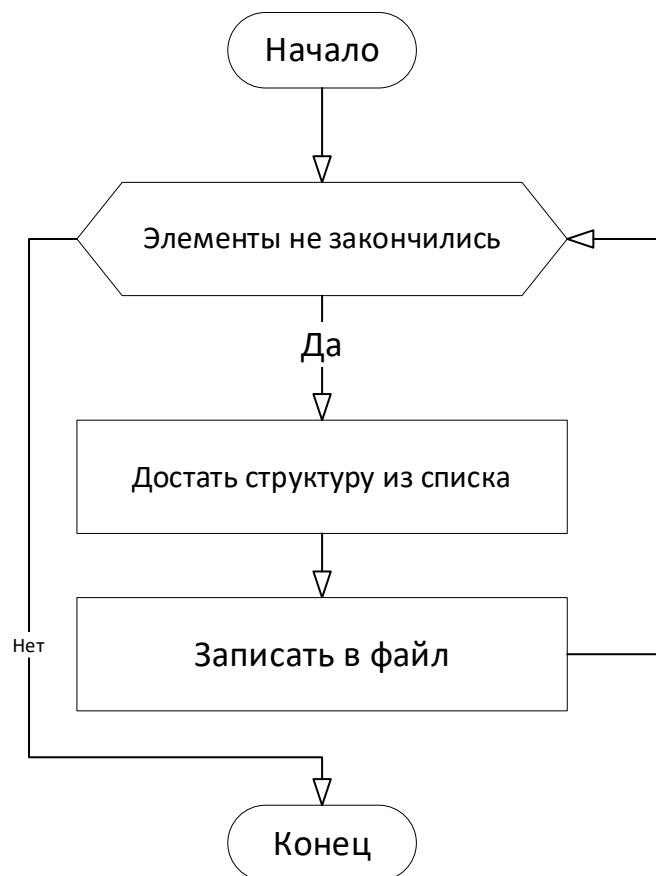 Начало
Элементы не закончились
Да
Достать структуру из списка
Записать в файл
Нет
Конец